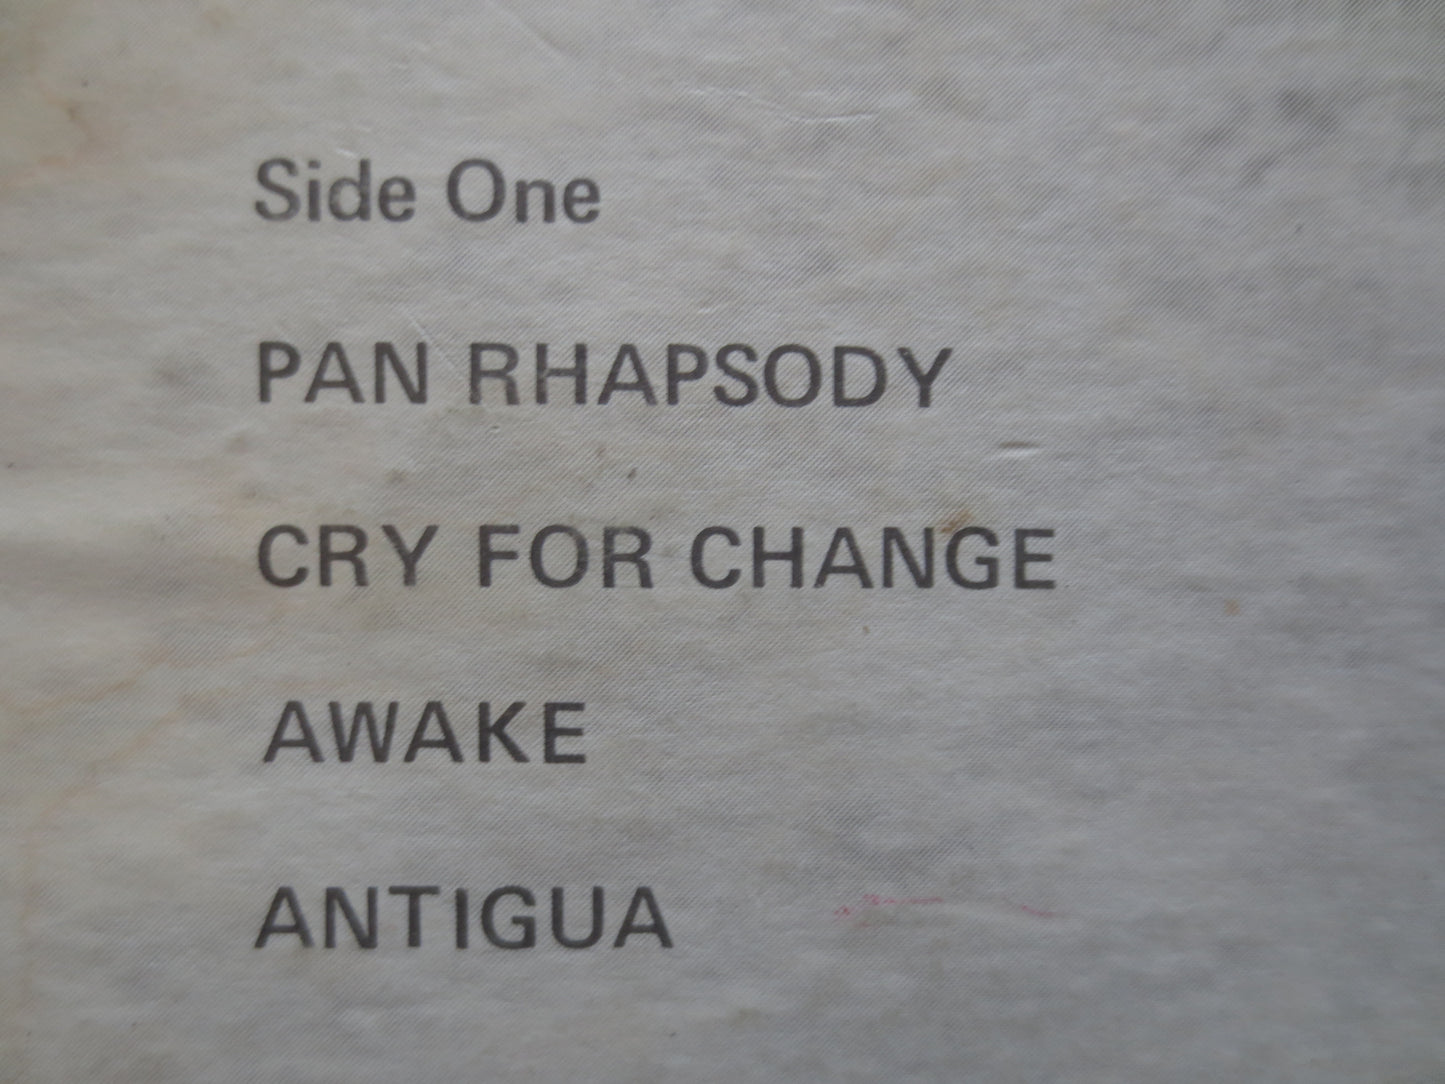 Side One
PAN RHAPSODY
CRY FOR CHANGE
AWAKE
ANTIGUA